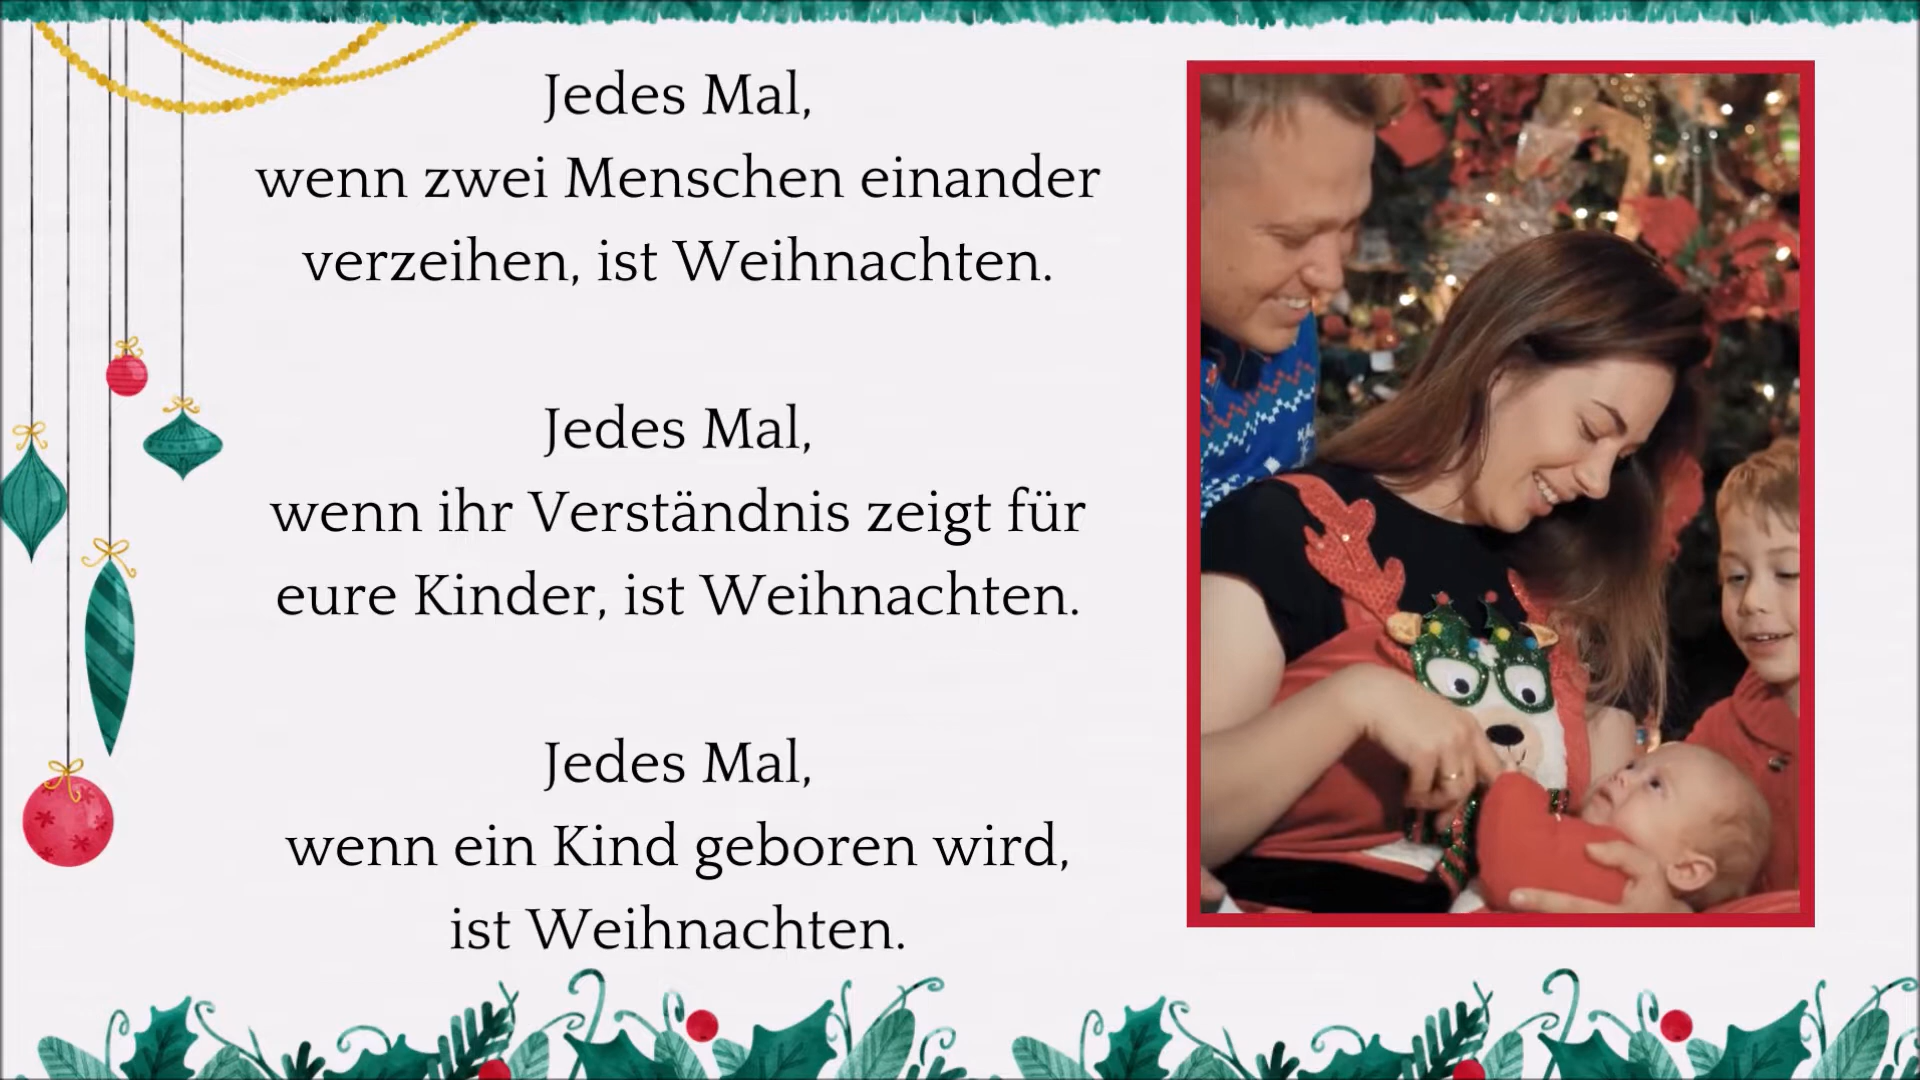 Jedes Mal,
wenn zwei Menschen einander
verzeihen, ist Weihnachten.
Jedes Mal,
wenn ihr Verständnis zeigt für
eure Kinder, ist Weihnachten.
Jedes Mal,
wenn ein Kind geboren wird,
ist Weihnachten.